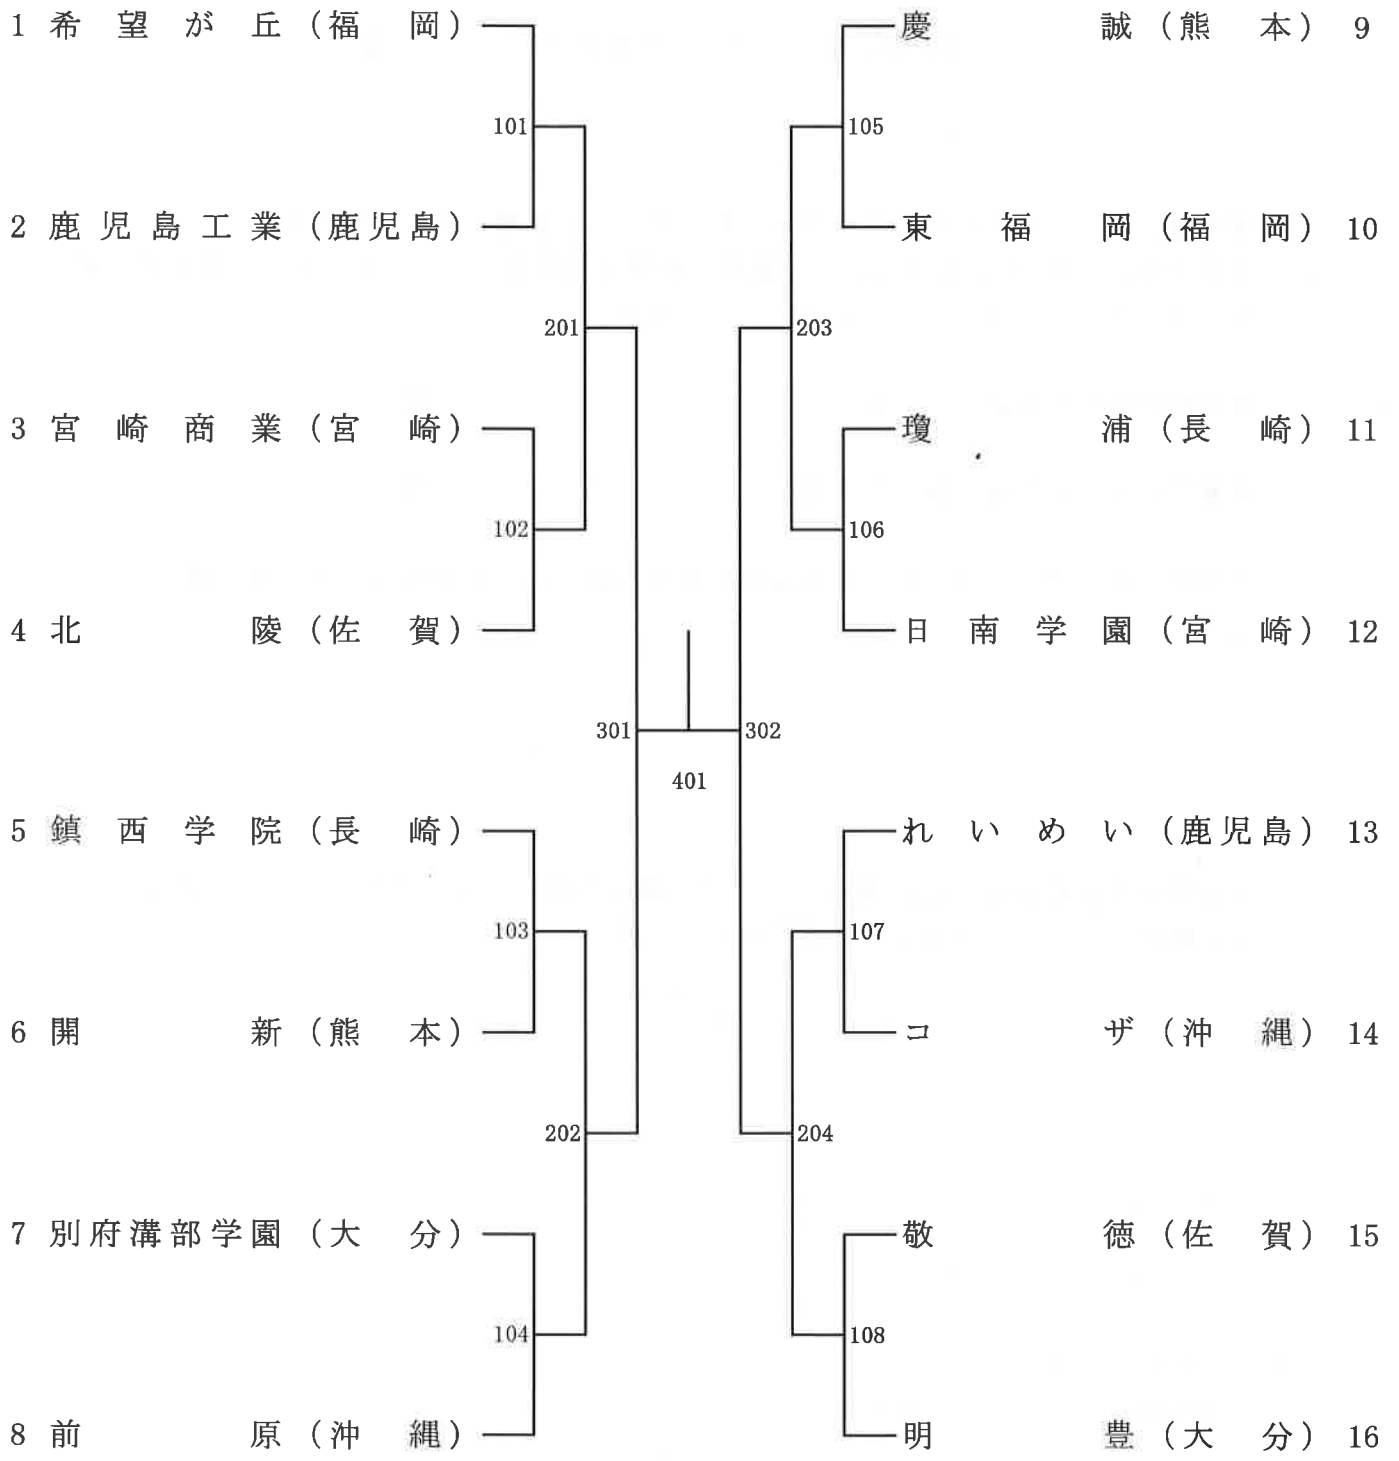 1 希望が丘(福岡)
慶誠(熊本) 9
101
105
2 鹿児島工業(鹿児島)
東福岡(福岡) 10
201
203
3 宮崎商業(宮崎)
瓊浦(長崎) 11
102
106
4 北陵(佐賀)
日南学園(宮崎) 12
301
302
401
5 鎮西学院(長崎)
れいめい(鹿児島) 13
103
107
6 開新(熊本)
コザ(沖縄) 14
202
204
7 別府溝部学園(大分)
敬徳(佐賀) 15
104
108
8 前原(沖縄)
明豊(大分) 16